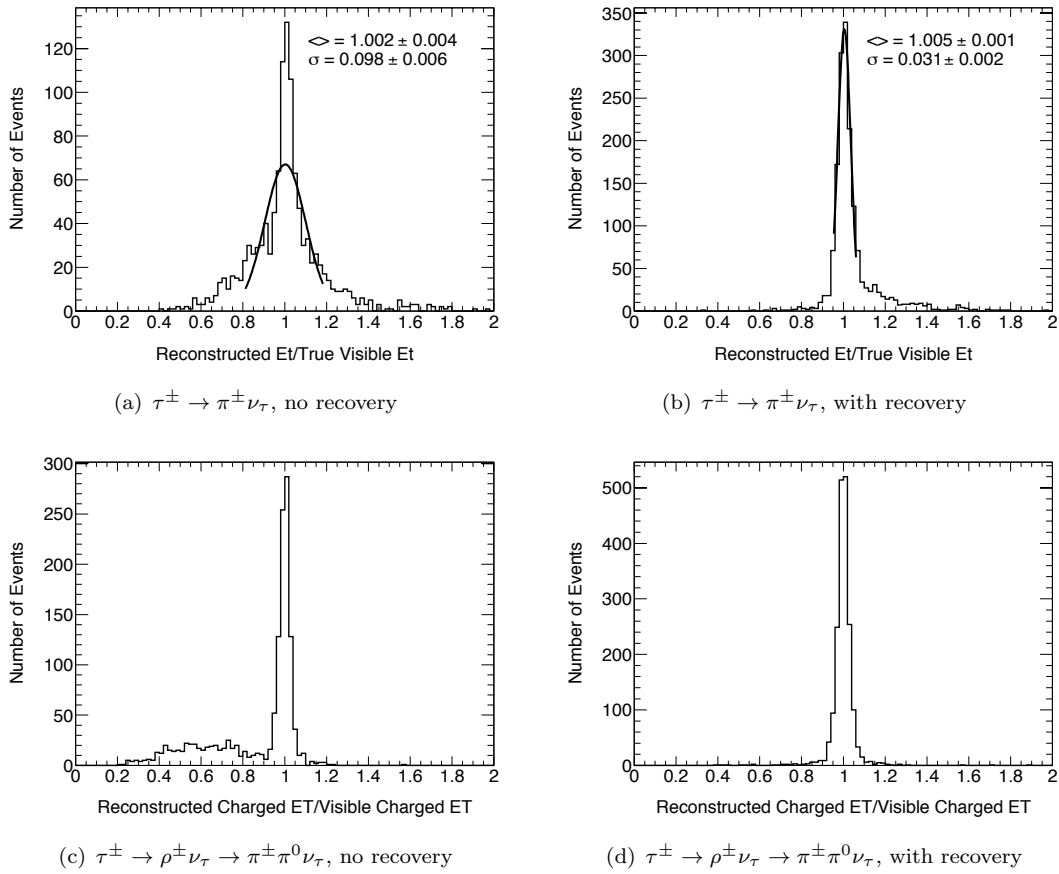 <> = 1.002 ± 0.004
σ = 0.098 ± 0.006
Number of Events
0
20
40
60
80
100
120
0 0.2 0.4 0.6 0.8 1 1.2 1.4 1.6 1.8 2
Reconstructed Et/True Visible Et
(a) τ± → π±ντ, no recovery
<> = 1.005 ± 0.001
σ = 0.031 ± 0.002
Number of Events
0
50
100
150
200
250
300
350
0 0.2 0.4 0.6 0.8 1 1.2 1.4 1.6 1.8 2
Reconstructed Et/True Visible Et
(b) τ± → π±ντ, with recovery
Number of Events
0
50
100
150
200
250
300
0 0.2 0.4 0.6 0.8 1 1.2 1.4 1.6 1.8 2
Reconstructed Charged ET/Visible Charged ET
(c) τ± → ρ±ντ → π±π0ντ, no recovery
Number of Events
0
100
200
300
400
500
0 0.2 0.4 0.6 0.8 1 1.2 1.4 1.6 1.8 2
Reconstructed Charged ET/Visible Charged ET
(d) τ± → ρ±ντ → π±π0ντ, with recovery